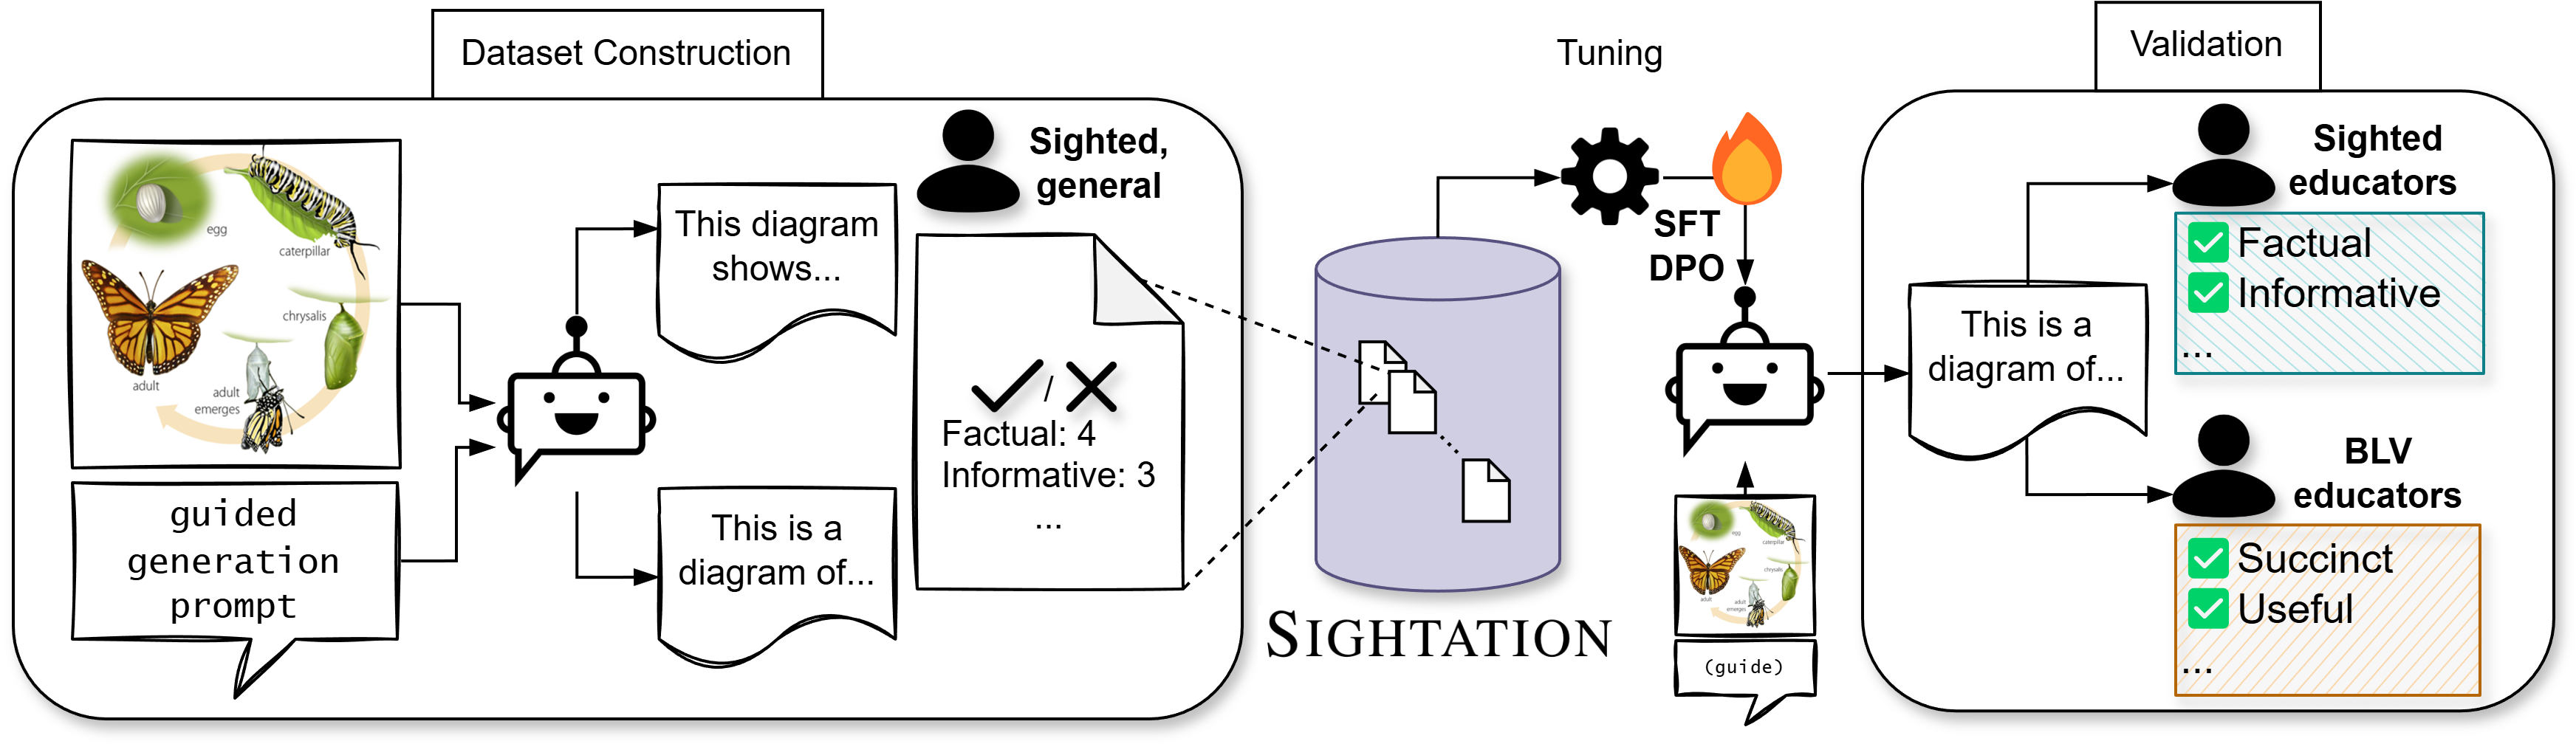 Dataset Construction
egg
caterpillar
chrysalis
adult
emerges
adult
guided
generation
prompt
This diagram
shows...
This is a
diagram of...
Sighted,
general
/
Factual: 4
Informative: 3
...
SIGHTATION
Tuning
SFT
DPO
egg
caterpillar
chrysalis
adult
emerges
adult
(guide)
Validation
This is a
diagram of...
Sighted
educators
Factual
Informative
...
BLV
educators
Succinct
Useful
...